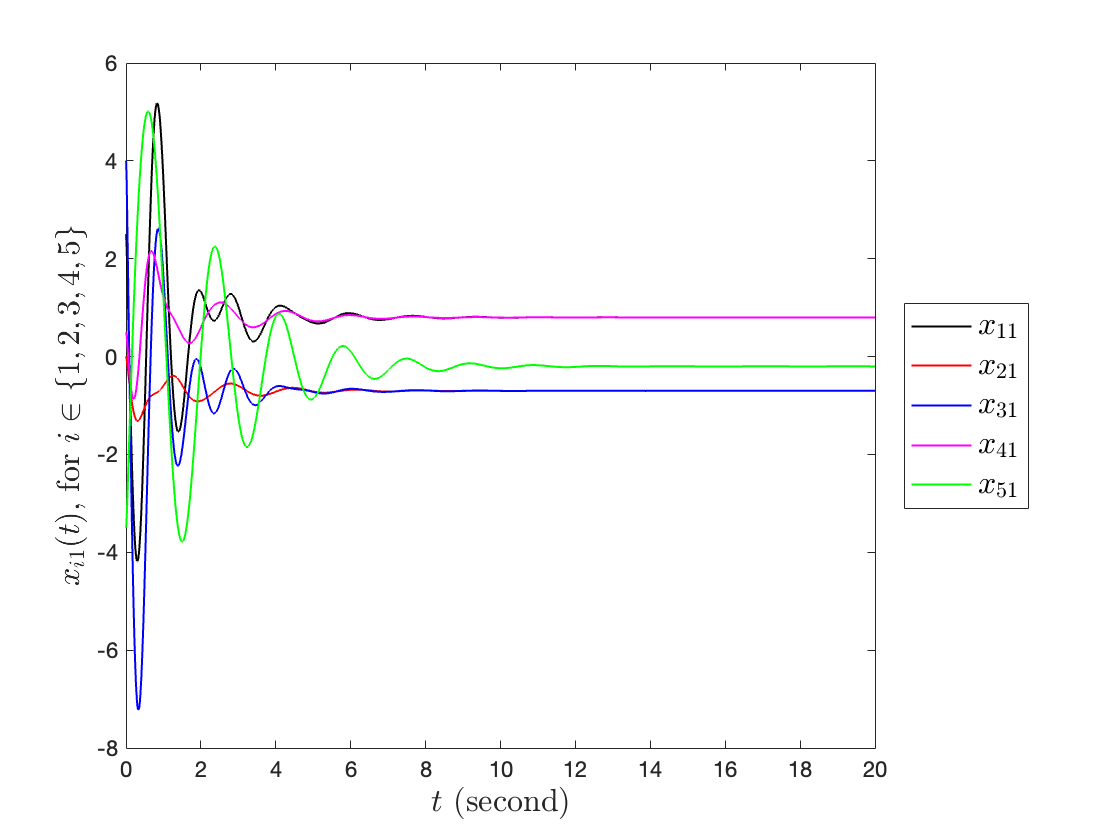 6
4
2
0
-2
-4
-6
-8
0 2 4 6 8 10 12 14 16 18 20
x_{i1}(t), for i ∈ {1, 2, 3, 4, 5}
t (second)
x_{11}
x_{21}
x_{31}
x_{41}
x_{51}